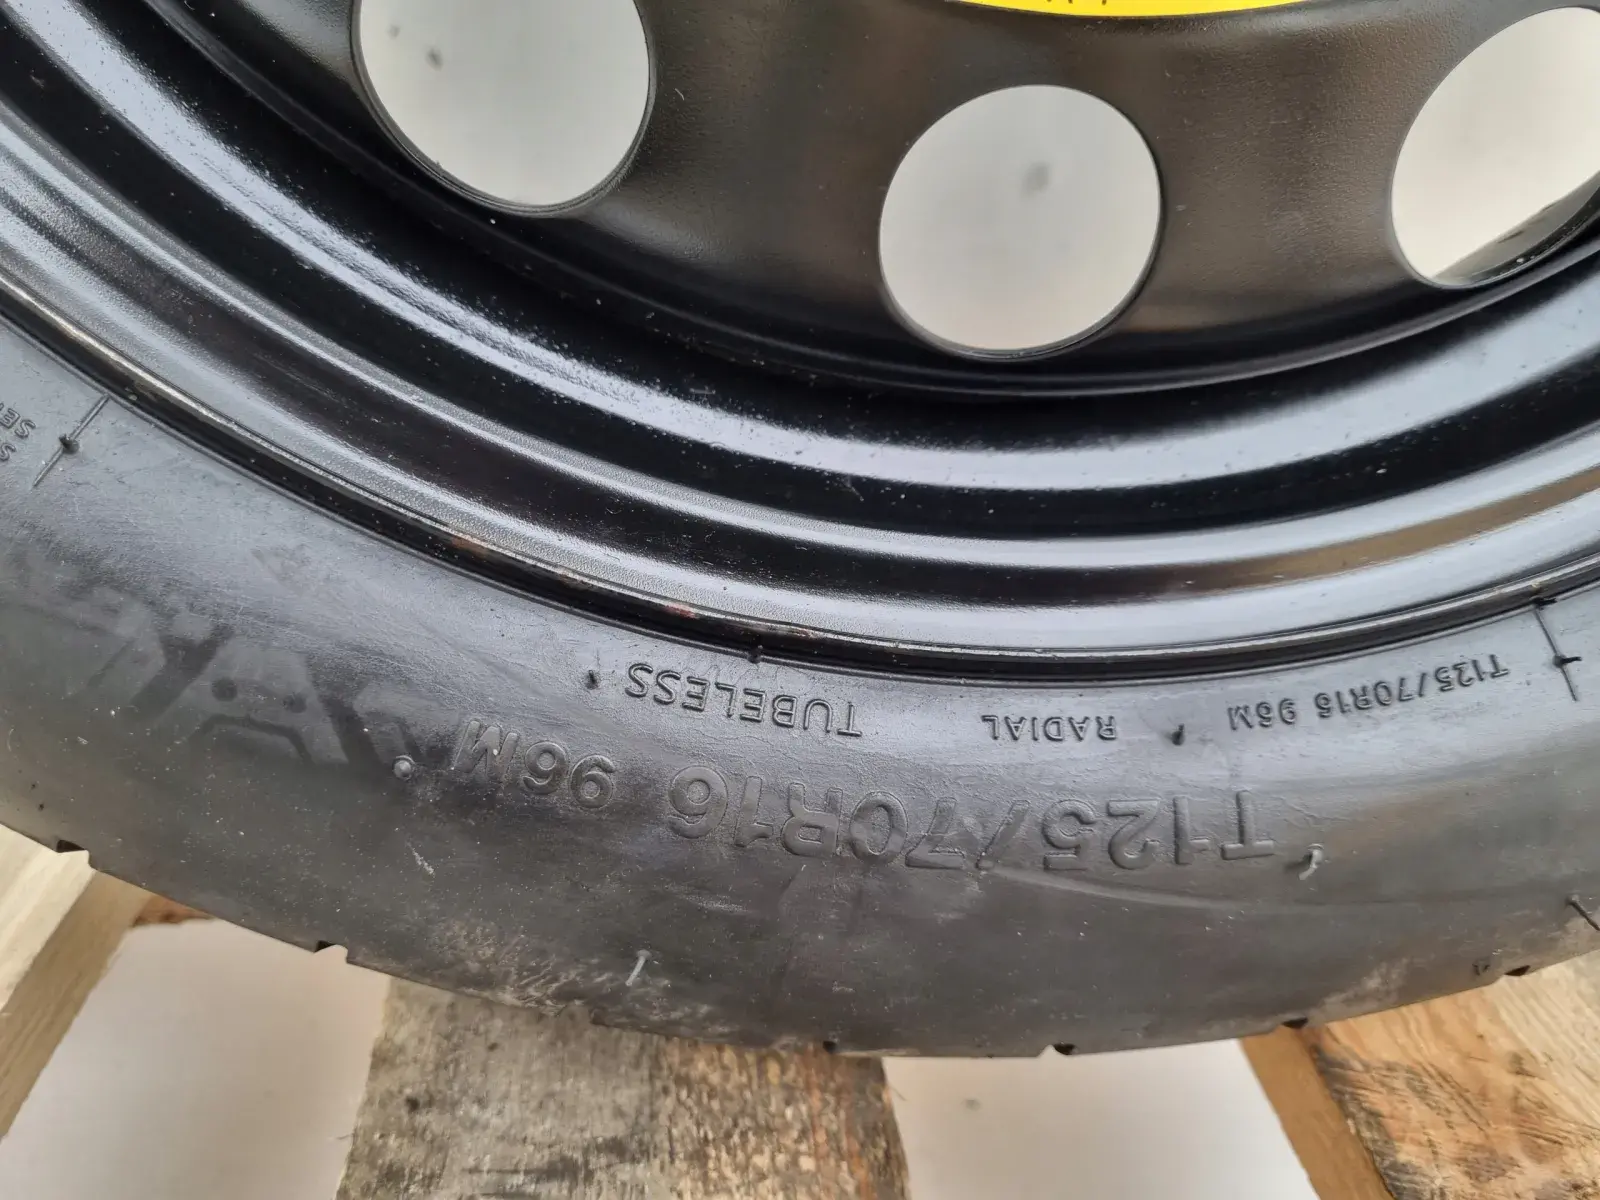 T125/70R16 96M
RADIAL
TUBELESS
T125/70R16 96M